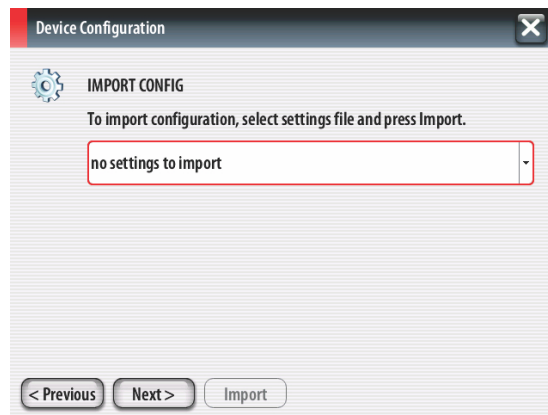 Device Configuration
IMPORT CONFIG
To import configuration, select settings file and press Import.
no settings to import
< Previous Next > Import